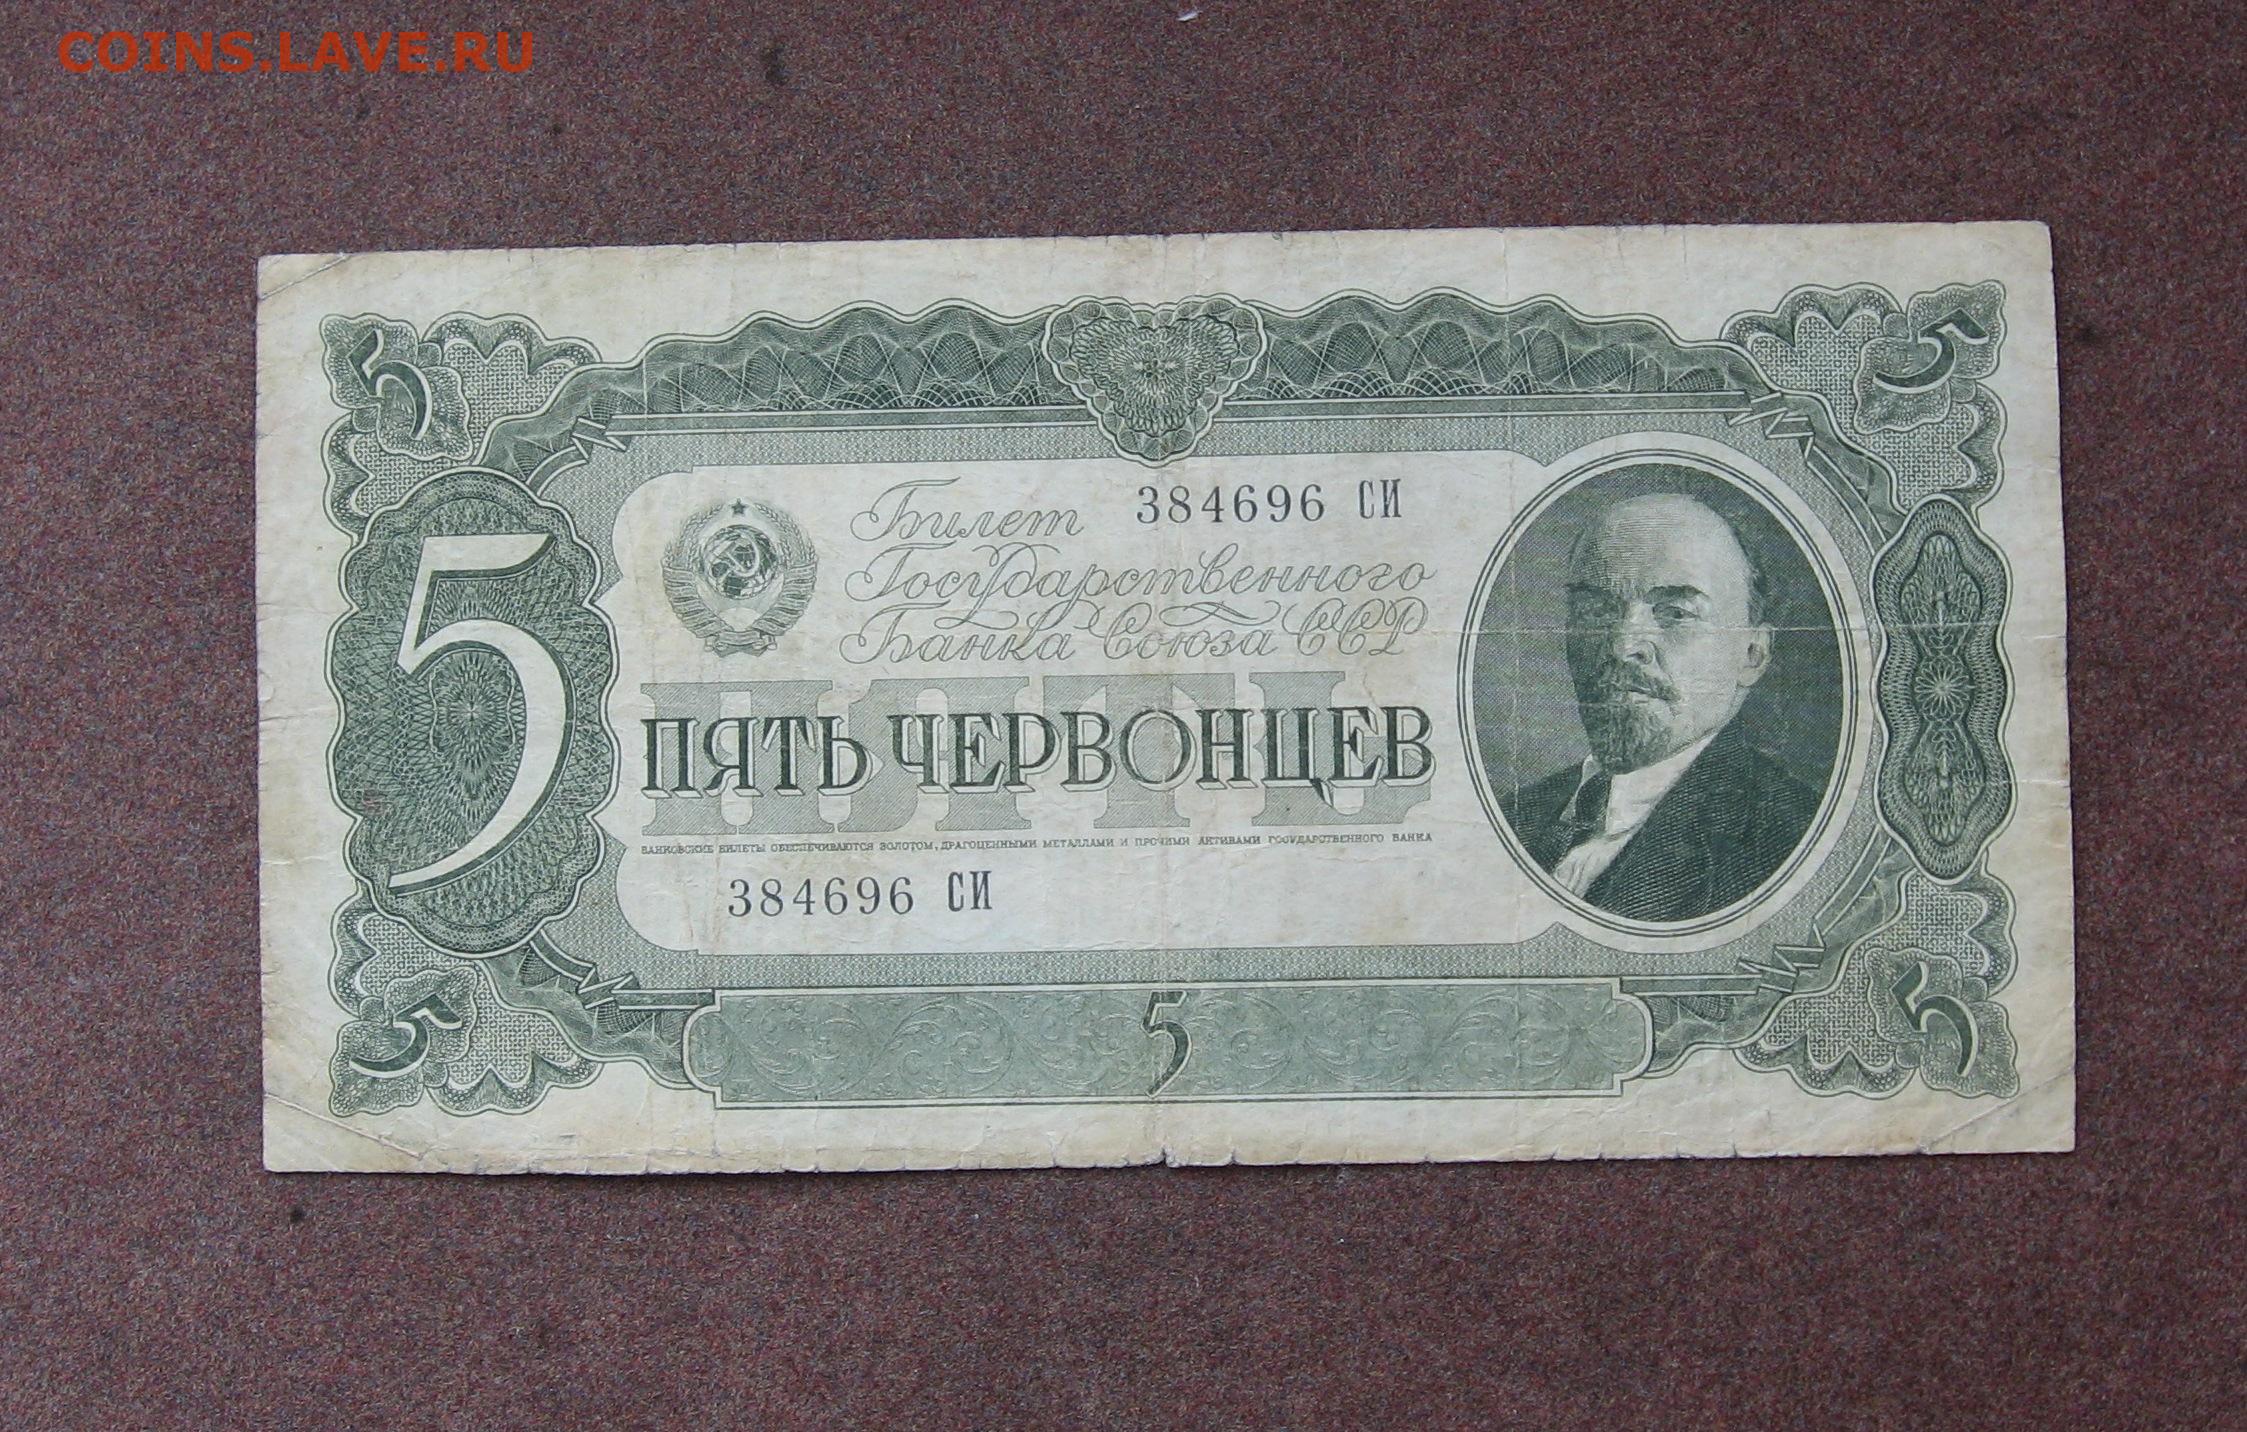 COINS.LAVE.RU
5 5
Билет 384696 СИ
Государственного
Банка Союза ССР
5
ПЯТЬ
ПЯТЬ ЧЕРВОНЦЕВ
БАНКОВСКИЕ БИЛЕТЫ ОБЕСПЕЧИВАЮТСЯ ЗОЛОТОМ, ДРАГОЦЕННЫМИ МЕТАЛЛАМИ И ПРОЧИМИ АКТИВАМИ ГОСУДАРСТВЕННОГО БАНКА
384696 СИ
5 5 5